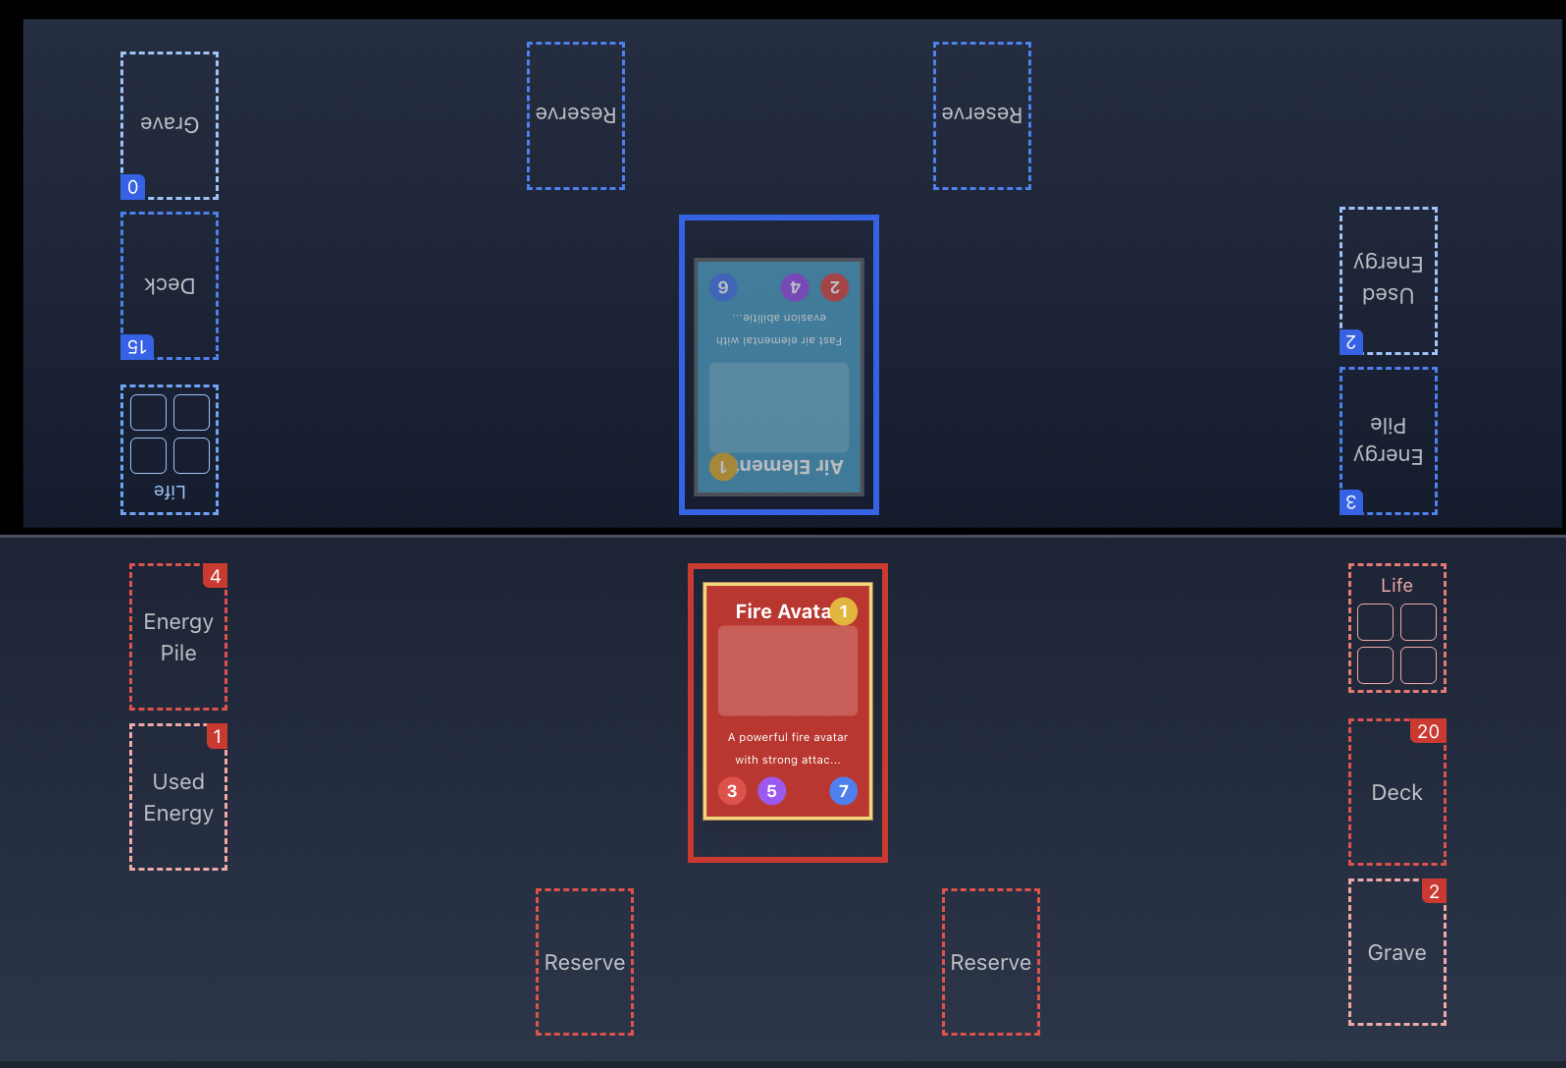 Reserve
Reserve
Grave
0
Deck
15
Life
6
4
2
evasion abilitie...
Fast air elemental with
Air Element
1
Used
Energy
2
Energy
Pile
3
4
Energy
Pile
1
Used
Energy
Fire Avata
1
A powerful fire avatar
with strong attac...
3
5
7
Life
20
Deck
2
Grave
Reserve
Reserve